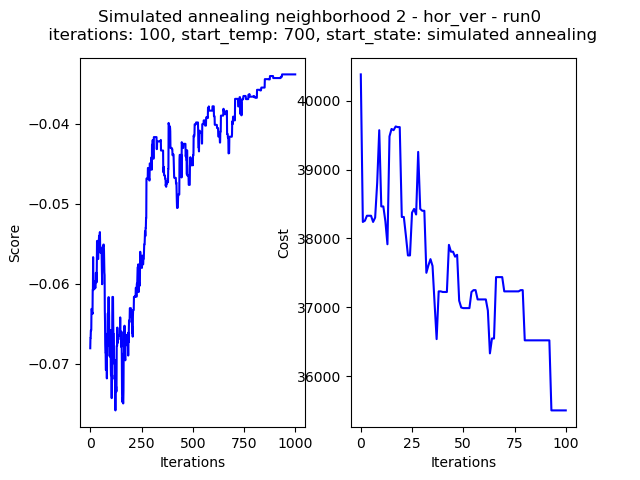 Simulated annealing neighborhood 2 - hor_ver - run0
iterations: 100, start_temp: 700, start_state: simulated annealing
−0.04
−0.05
−0.06
−0.07
Score
0 250 500 750 1000
Iterations
40000
39000
38000
37000
36000
Cost
0 25 50 75 100
Iterations